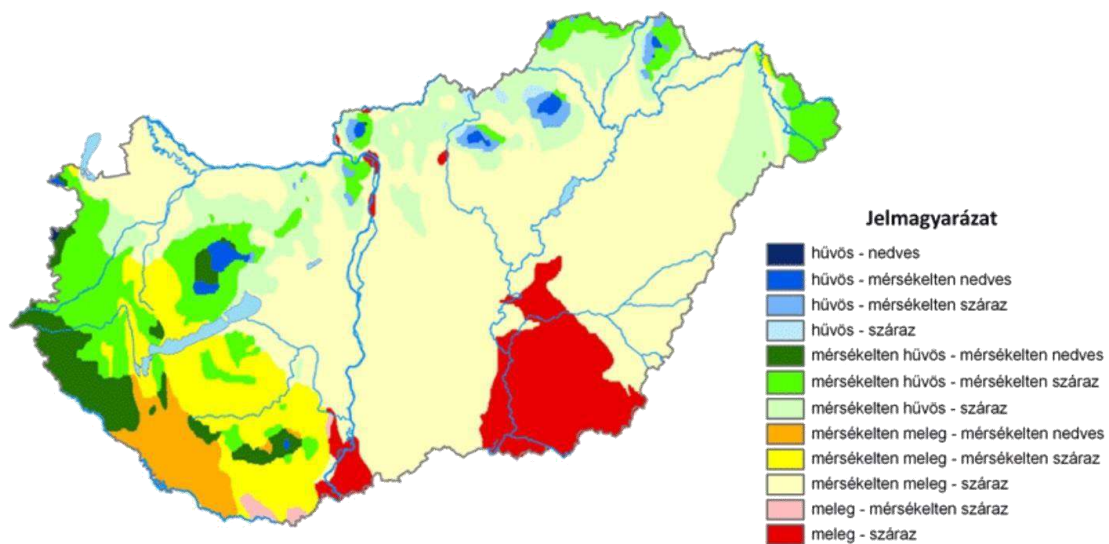 Jelmagyarázat
hűvös - nedves
hűvös - mérsékelten nedves
hűvös - mérsékelten száraz
hűvös - száraz
mérsékelten hűvös - mérsékelten nedves
mérsékelten hűvös - mérsékelten száraz
mérsékelten hűvös - száraz
mérsékelten meleg - mérsékelten nedves
mérsékelten meleg - mérsékelten száraz
mérsékelten meleg - száraz
meleg - mérsékelten száraz
meleg - száraz